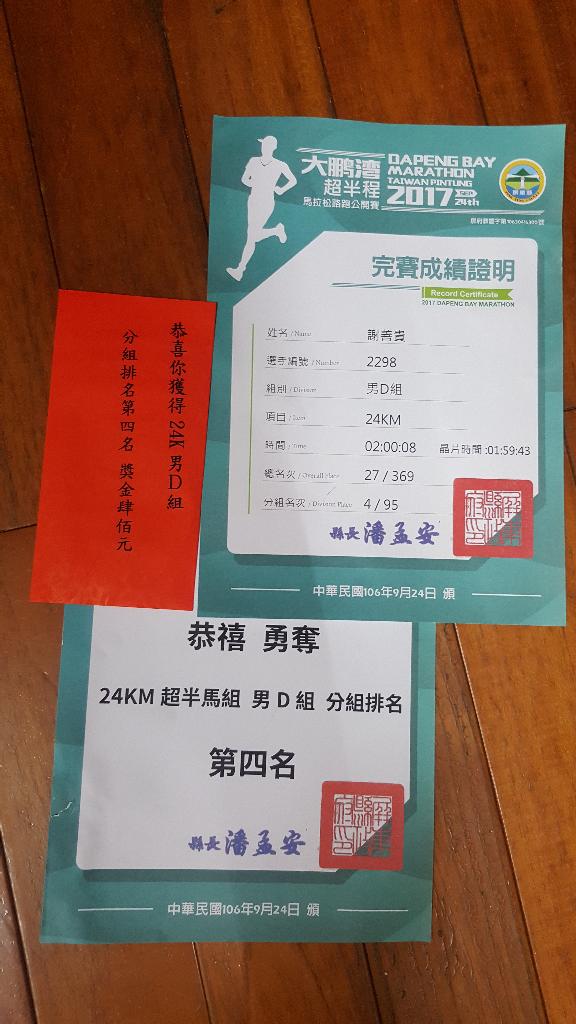 大鵬灣
超半程
馬拉松路跑公開賽
DAPENG BAY
MARATHON
TAIWAN PINTUNG
2017 SEP 24th
完賽成績證明
Record Certificate
2017 DAPENG BAY MARATHON
姓名 / Name 謝善貴
選手編號 / Number 2298
組別 / Division 男D組
項目 / Item 24KM
時間 / Time 02:00:08 晶片時間:01:59:43
總名次 / Overall Place 27 / 369
分組名次 / Division Place 4 / 95
縣長 潘孟安
中華民國106年9月24日 頒
恭喜你獲得 24K 男D組
分組排名第四名 獎金肆佰元
恭禧 勇奪
24KM 超半馬組 男 D 組 分組排名
第四名
縣長 潘孟安
中華民國106年9月24日 頒